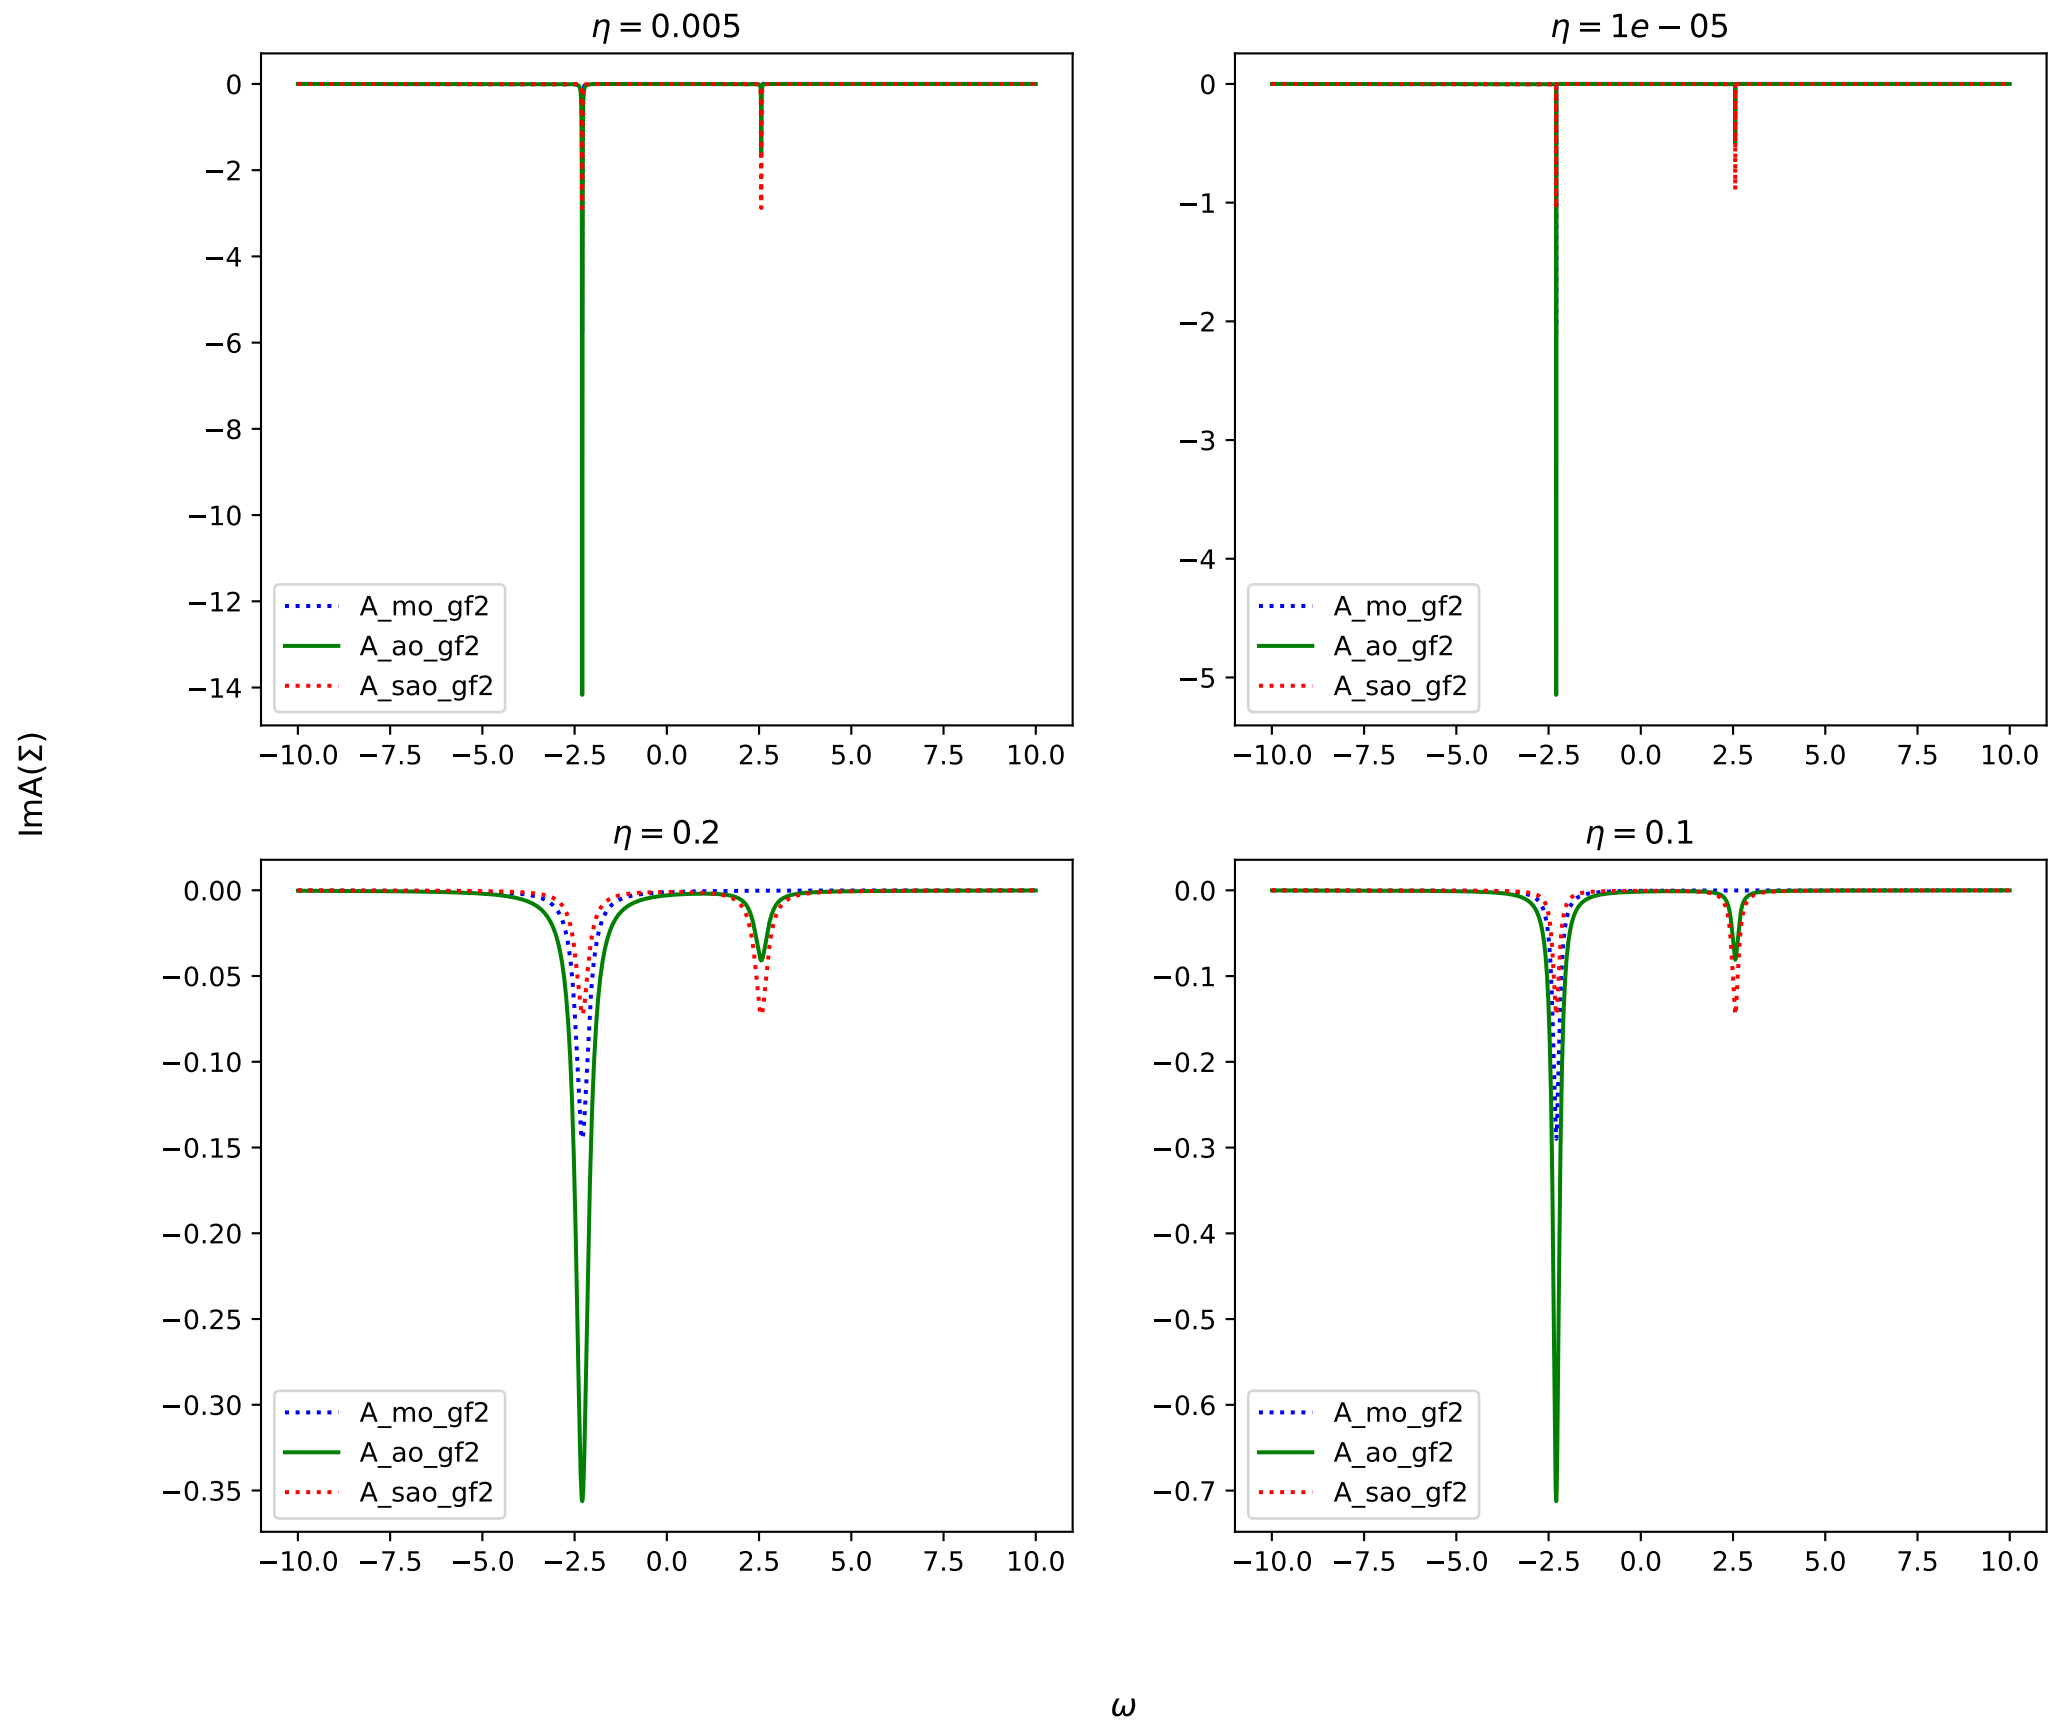 η = 0.005
0
−2
−4
−6
−8
−10
−12
−14
A_mo_gf2
A_ao_gf2
A_sao_gf2
−10.0 −7.5 −5.0 −2.5 0.0 2.5 5.0 7.5 10.0
η = 1e − 05
0
−1
−2
−3
−4
−5
A_mo_gf2
A_ao_gf2
A_sao_gf2
−10.0 −7.5 −5.0 −2.5 0.0 2.5 5.0 7.5 10.0
ImA(Σ)
η = 0.2
0.00
−0.05
−0.10
−0.15
−0.20
−0.25
−0.30
−0.35
A_mo_gf2
A_ao_gf2
A_sao_gf2
−10.0 −7.5 −5.0 −2.5 0.0 2.5 5.0 7.5 10.0
η = 0.1
0.0
−0.1
−0.2
−0.3
−0.4
−0.5
−0.6
−0.7
A_mo_gf2
A_ao_gf2
A_sao_gf2
−10.0 −7.5 −5.0 −2.5 0.0 2.5 5.0 7.5 10.0
ω